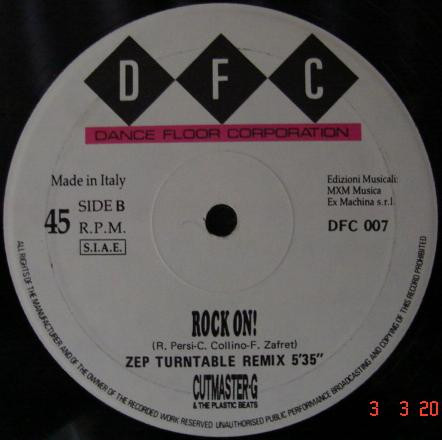 D F C
DANCE FLOOR CORPORATION
Made in Italy
45 SIDE B
R.P.M.
S.I.A.E.
Edizioni Musicali:
MXM Musica
Ex Machina s.r.l.
DFC 007
ROCK ON!
(R. Persi-C. Collino-F. Zafret)
ZEP TURNTABLE REMIX 5'35"
CUTMASTER-G
& THE PLASTIC BEATS
ALL RIGHTS OF THE MANUFACTURER AND OF THE OWNER OF THE RECORDED WORK RESERVED UNAUTHORISED PUBLIC PERFORMANCE BROADCASTING AND COPYING OF THIS RECORD PROHIBITED
3 3 20